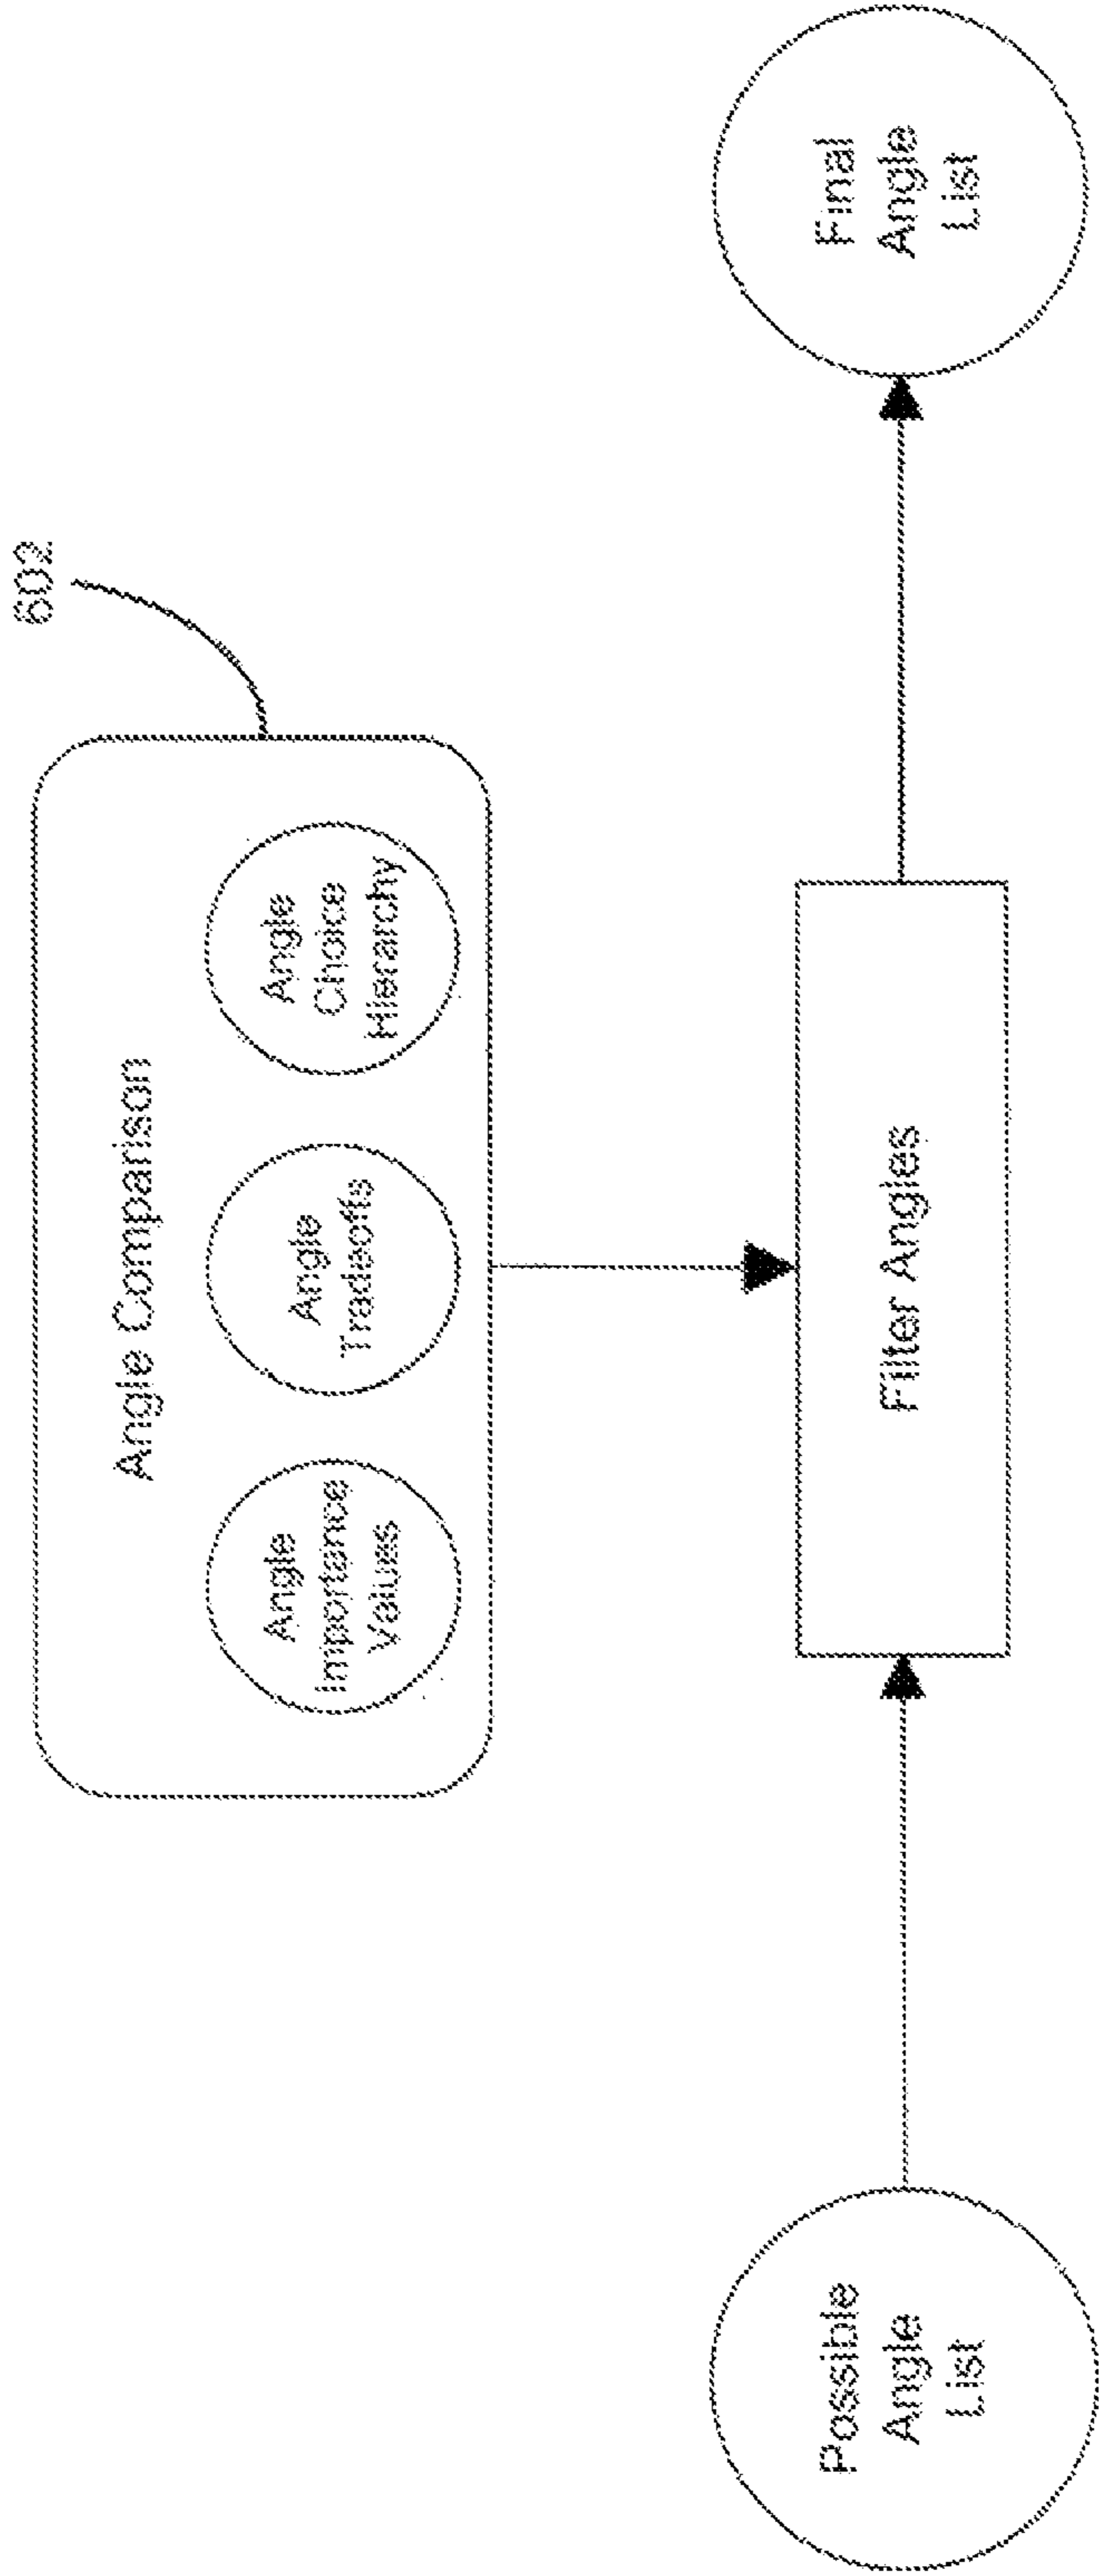 602
Angle Comparison
Angle
Importance
Values
Angle
Tradeoffs
Angle
Choice
Hierarchy
Possible
Angle
List
Filter Angles
Final
Angle
List